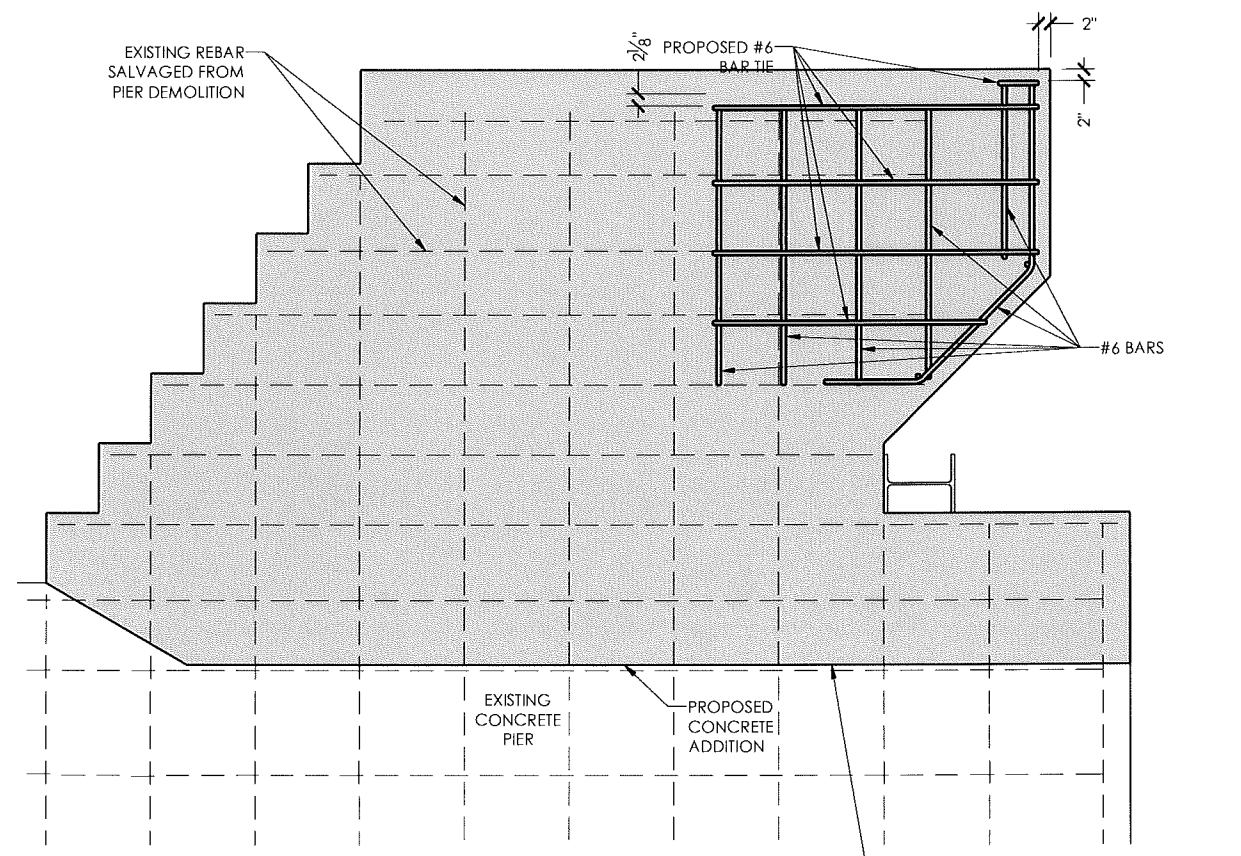 2"
PROPOSED #6
BAR TIE
2⅛"
EXISTING REBAR
SALVAGED FROM
PIER DEMOLITION
2"
#6 BARS
EXISTING
CONCRETE
PIER
PROPOSED
CONCRETE
ADDITION